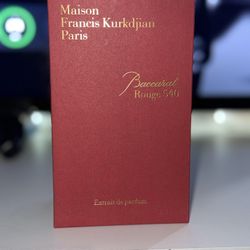 Maison
Francis Kurkdjian
Paris
Baccarat
Rouge 540
Extrait de parfum